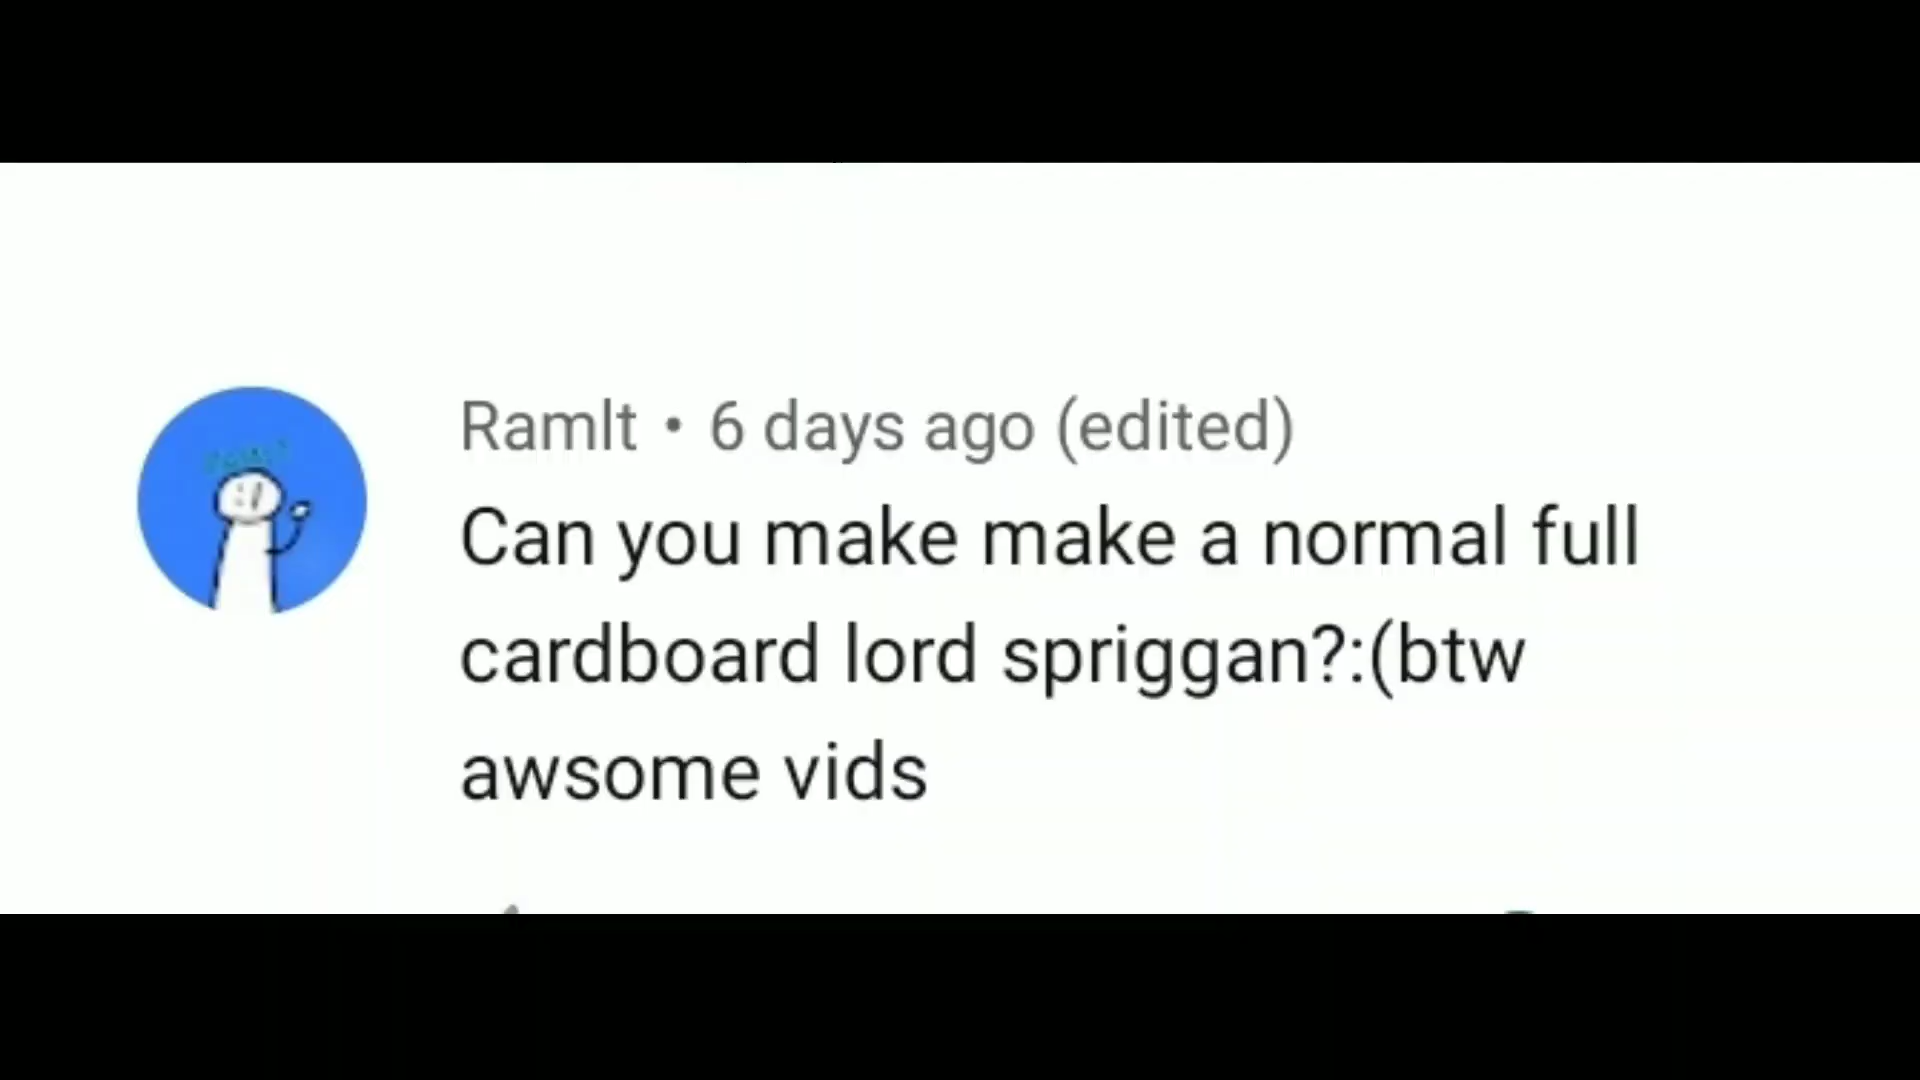 Ramlt • 6 days ago (edited)
Can you make make a normal full
cardboard lord spriggan?:(btw
awsome vids